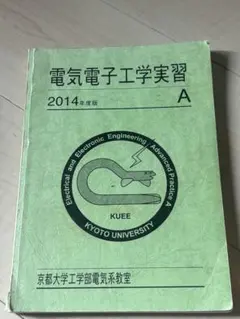 電気電子工学実習
2014年度版 A
Electrical and Electronic Engineering Advanced Practice A
KUEE
KYOTO UNIVERSITY
京都大学工学部電気系教室